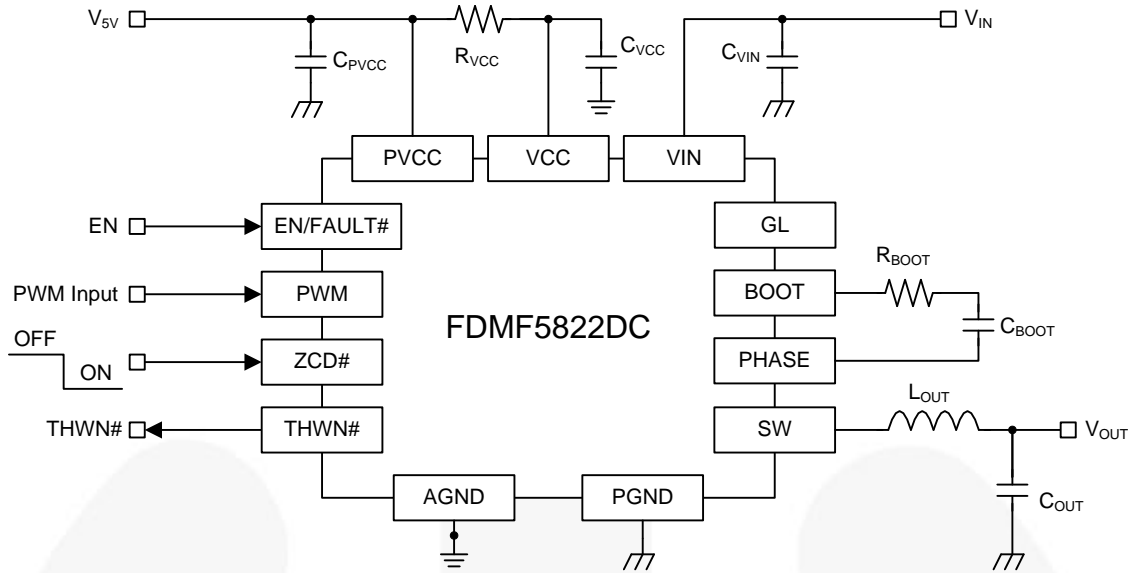 V5V
VIN
CPVCC
RVCC
CVCC
CVIN
PVCC
VCC
VIN
EN
EN/FAULT#
GL
RBOOT
PWM Input
PWM
BOOT
FDMF5822DC
CBOOT
OFF
ON
ZCD#
PHASE
LOUT
THWN#
THWN#
SW
VOUT
AGND
PGND
COUT